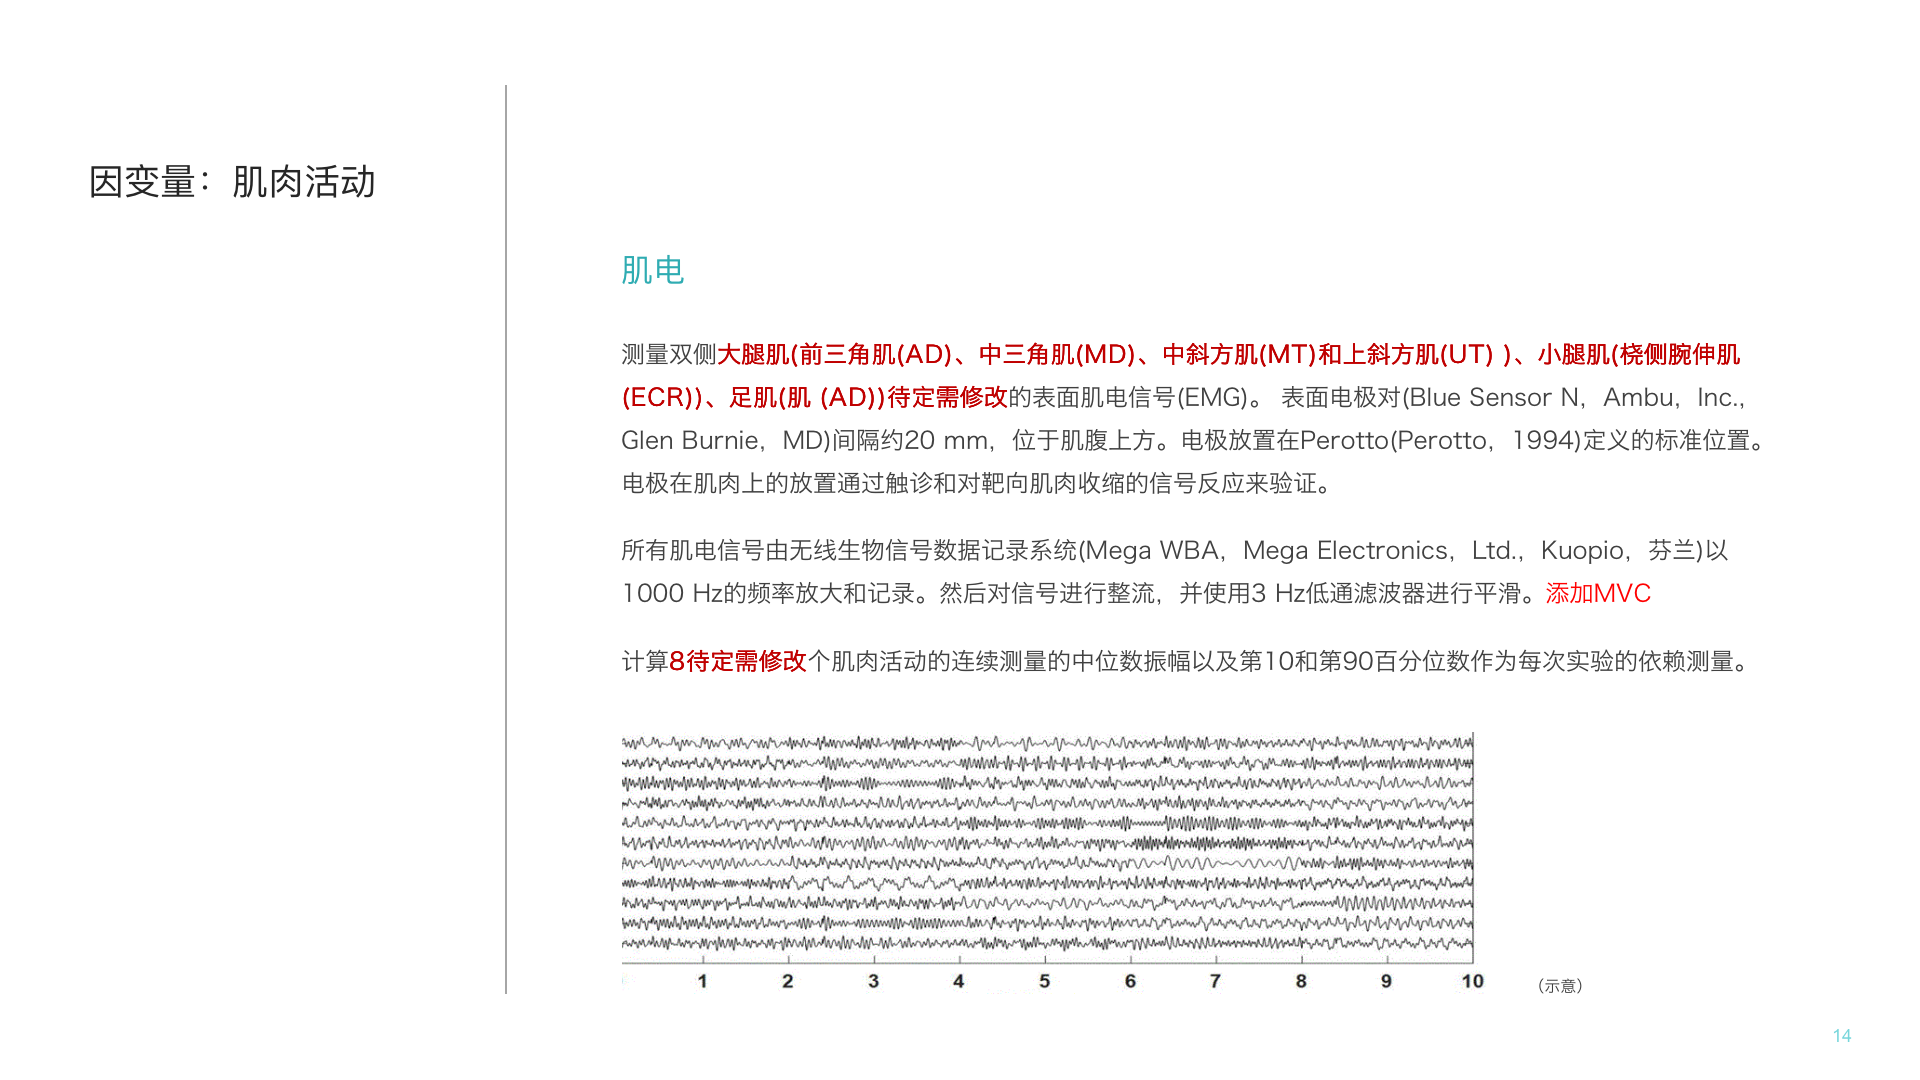 因变量：肌肉活动
肌电
测量双侧大腿肌(前三角肌(AD)、中三角肌(MD)、中斜方肌(MT)和上斜方肌(UT) )、小腿肌(桡侧腕伸肌
(ECR))、足肌(肌 (AD))待定需修改的表面肌电信号(EMG)。 表面电极对(Blue Sensor N，Ambu，Inc.,
Glen Burnie，MD)间隔约20 mm，位于肌腹上方。电极放置在Perotto(Perotto，1994)定义的标准位置。
电极在肌肉上的放置通过触诊和对靶向肌肉收缩的信号反应来验证。
所有肌电信号由无线生物信号数据记录系统(Mega WBA，Mega Electronics，Ltd.，Kuopio，芬兰)以
1000 Hz的频率放大和记录。然后对信号进行整流，并使用3 Hz低通滤波器进行平滑。添加MVC
计算8待定需修改个肌肉活动的连续测量的中位数振幅以及第10和第90百分位数作为每次实验的依赖测量。
1 2 3 4 5 6 7 8 9 10
（示意）
14